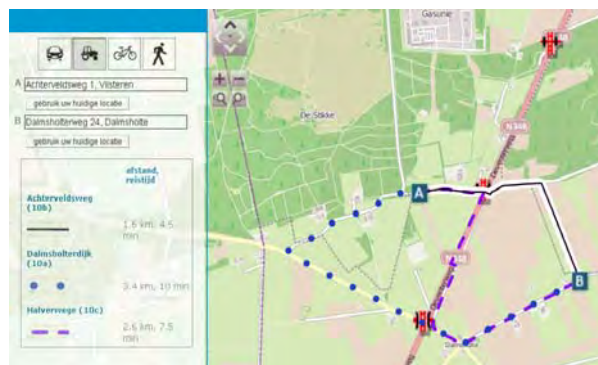 A Achterveldsweg 1, Vilsteren
gebruik uw huidige locatie
B Dalmsholterweg 24, Dalmsholte
gebruik uw huidige locatie
afstand,
reistijd
Achterveldsweg
(10b)
1.6 km, 4.5
min
Dalmsholterdijk
(10a)
3.4 km, 10 min
Halverwege (10c)
2.6 km, 7.5
min
Gasunie
De Stikke
N348
A
N348
B